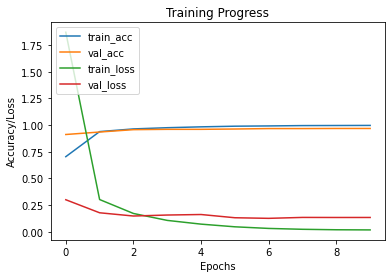 Training Progress
train_acc
val_acc
train_loss
val_loss
Accuracy/Loss
1.75
1.50
1.25
1.00
0.75
0.50
0.25
0.00
0 2 4 6 8
Epochs